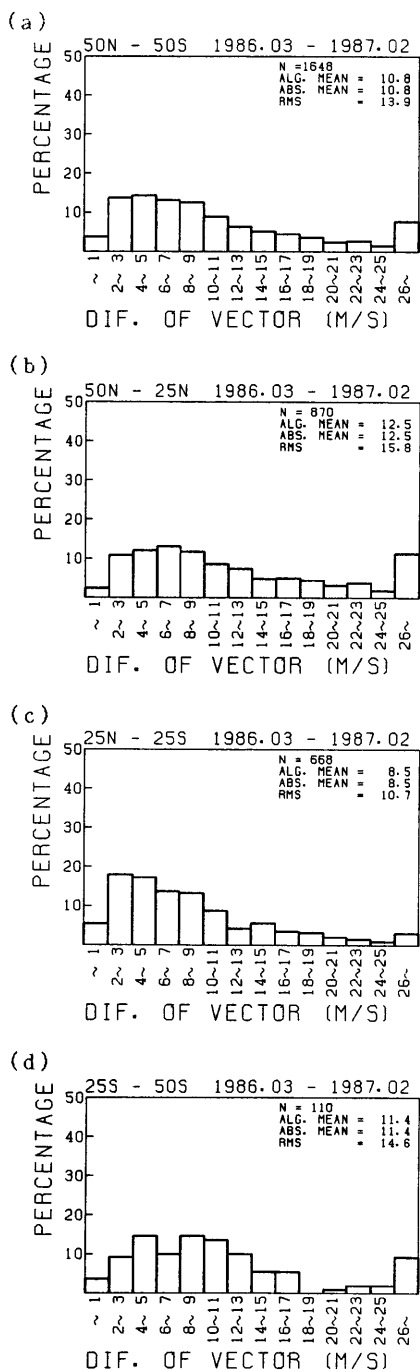 (a)
50N - 50S 1986.03 - 1987.02
N =1648
ALG. MEAN = 10.8
ABS. MEAN = 10.8
RMS = 13.9
PERCENTAGE
50
40
30
20
10
~ 1
2~ 3
4~ 5
6~ 7
8~ 9
10~11
12~13
14~15
16~17
18~19
20~21
22~23
24~25
26~
DIF. OF VECTOR (M/S)
(b)
50N - 25N 1986.03 - 1987.02
N = 870
ALG. MEAN = 12.5
ABS. MEAN = 12.5
RMS = 15.8
PERCENTAGE
50
40
30
20
10
~ 1
2~ 3
4~ 5
6~ 7
8~ 9
10~11
12~13
14~15
16~17
18~19
20~21
22~23
24~25
26~
DIF. OF VECTOR (M/S)
(c)
25N - 25S 1986.03 - 1987.02
N = 668
ALG. MEAN = 8.5
ABS. MEAN = 8.5
RMS = 10.7
PERCENTAGE
50
40
30
20
10
~ 1
2~ 3
4~ 5
6~ 7
8~ 9
10~11
12~13
14~15
16~17
18~19
20~21
22~23
24~25
26~
DIF. OF VECTOR (M/S)
(d)
25S - 50S 1986.03 - 1987.02
N = 110
ALG. MEAN = 11.4
ABS. MEAN = 11.4
RMS = 14.6
PERCENTAGE
50
40
30
20
10
~ 1
2~ 3
4~ 5
6~ 7
8~ 9
10~11
12~13
14~15
16~17
18~19
20~21
22~23
24~25
26~
DIF. OF VECTOR (M/S)